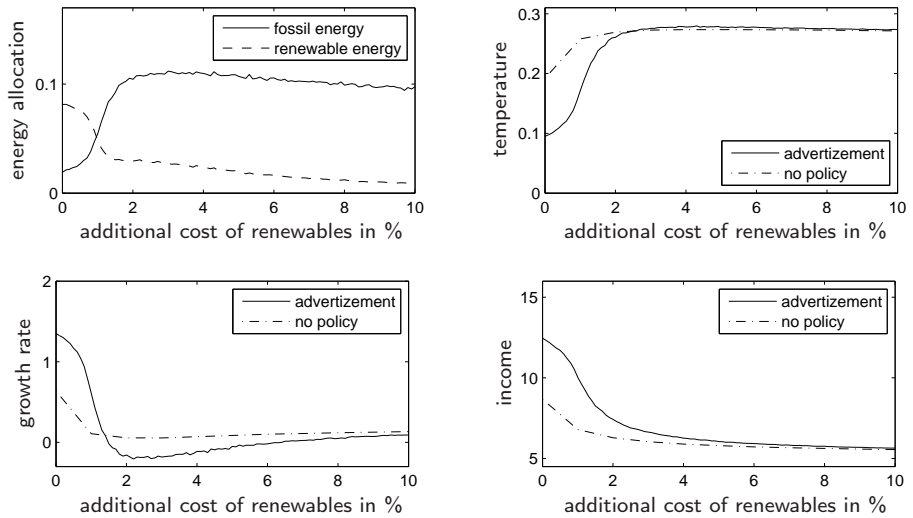 fossil energy
renewable energy
0.1
0
energy allocation
0 2 4 6 8 10
additional cost of renewables in %
0.3
0.2
0.1
0
temperature
advertizement
no policy
0 2 4 6 8 10
additional cost of renewables in %
2
1
0
growth rate
advertizement
no policy
0 2 4 6 8 10
additional cost of renewables in %
15
10
5
income
advertizement
no policy
0 2 4 6 8 10
additional cost of renewables in %